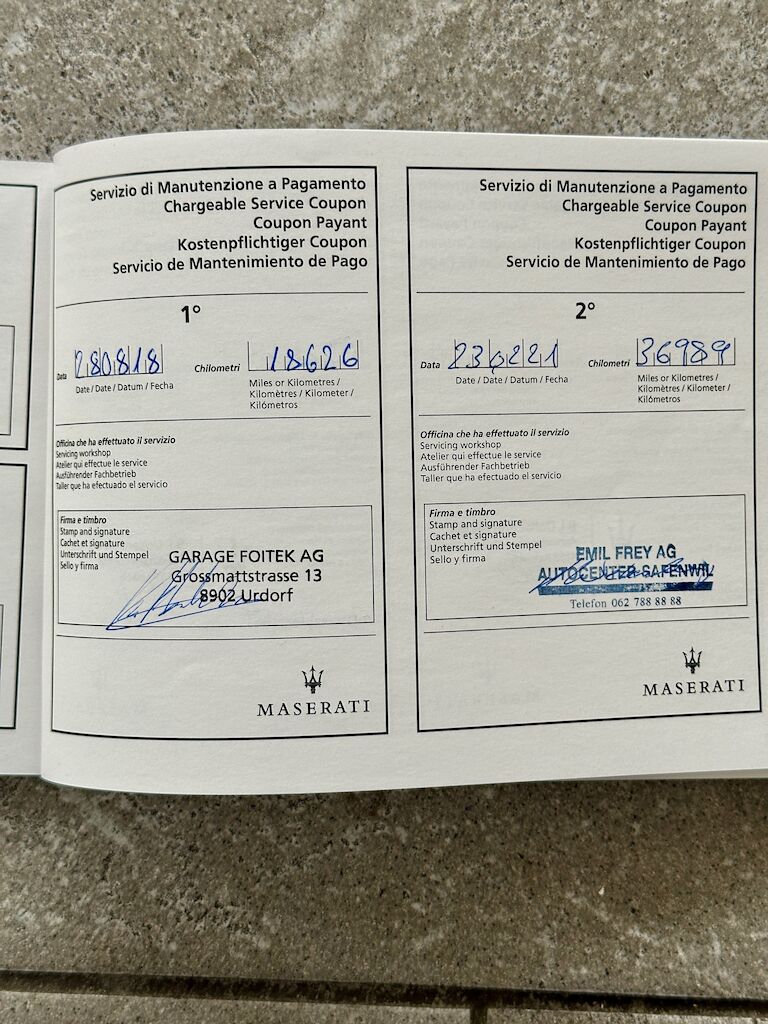 Servizio di Manutenzione a Pagamento
Chargeable Service Coupon
Coupon Payant
Kostenpflichtiger Coupon
Servicio de Mantenimiento de Pago
1°
Data 280818 Chilometri 18626
Date / Date / Datum / Fecha
Miles or Kilometres /
Kilomètres / Kilometer /
Kilómetros
Officina che ha effettuato il servizio
Servicing workshop
Atelier qui effectue le service
Ausführender Fachbetrieb
Taller que ha efectuado el servicio
Firma e timbro
Stamp and signature
Cachet et signature
Unterschrift und Stempel
Sello y firma
GARAGE FOITEK AG
Grossmattstrasse 13
8902 Urdorf
MASERATI
Servizio di Manutenzione a Pagamento
Chargeable Service Coupon
Coupon Payant
Kostenpflichtiger Coupon
Servicio de Mantenimiento de Pago
2°
Data 230221 Chilometri 36989
Date / Date / Datum / Fecha
Miles or Kilometres /
Kilomètres / Kilometer /
Kilómetros
Officina che ha effettuato il servizio
Servicing workshop
Atelier qui effectue le service
Ausführender Fachbetrieb
Taller que ha efectuado el servicio
Firma e timbro
Stamp and signature
Cachet et signature
Unterschrift und Stempel
Sello y firma
EMIL FREY AG
AUTOCENTER SAFENWIL
Telefon 062 788 88 88
MASERATI